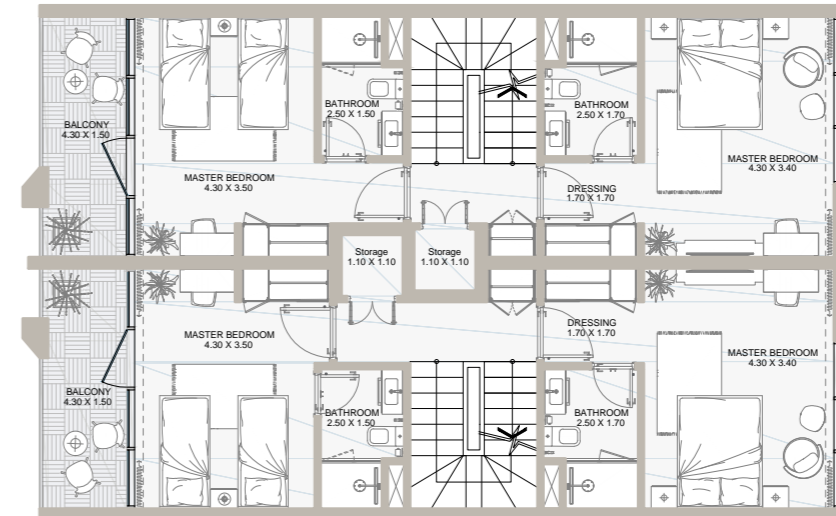 BATHROOM
2.50 X 1.50
BATHROOM
2.50 X 1.70
BALCONY
4.30 X 1.50
MASTER BEDROOM
4.30 X 3.40
MASTER BEDROOM
4.30 X 3.50
DRESSING
1.70 X 1.70
Storage
1.10 X 1.10
Storage
1.10 X 1.10
MASTER BEDROOM
4.30 X 3.50
DRESSING
1.70 X 1.70
MASTER BEDROOM
4.30 X 3.40
BALCONY
4.30 X 1.50
BATHROOM
2.50 X 1.50
BATHROOM
2.50 X 1.70